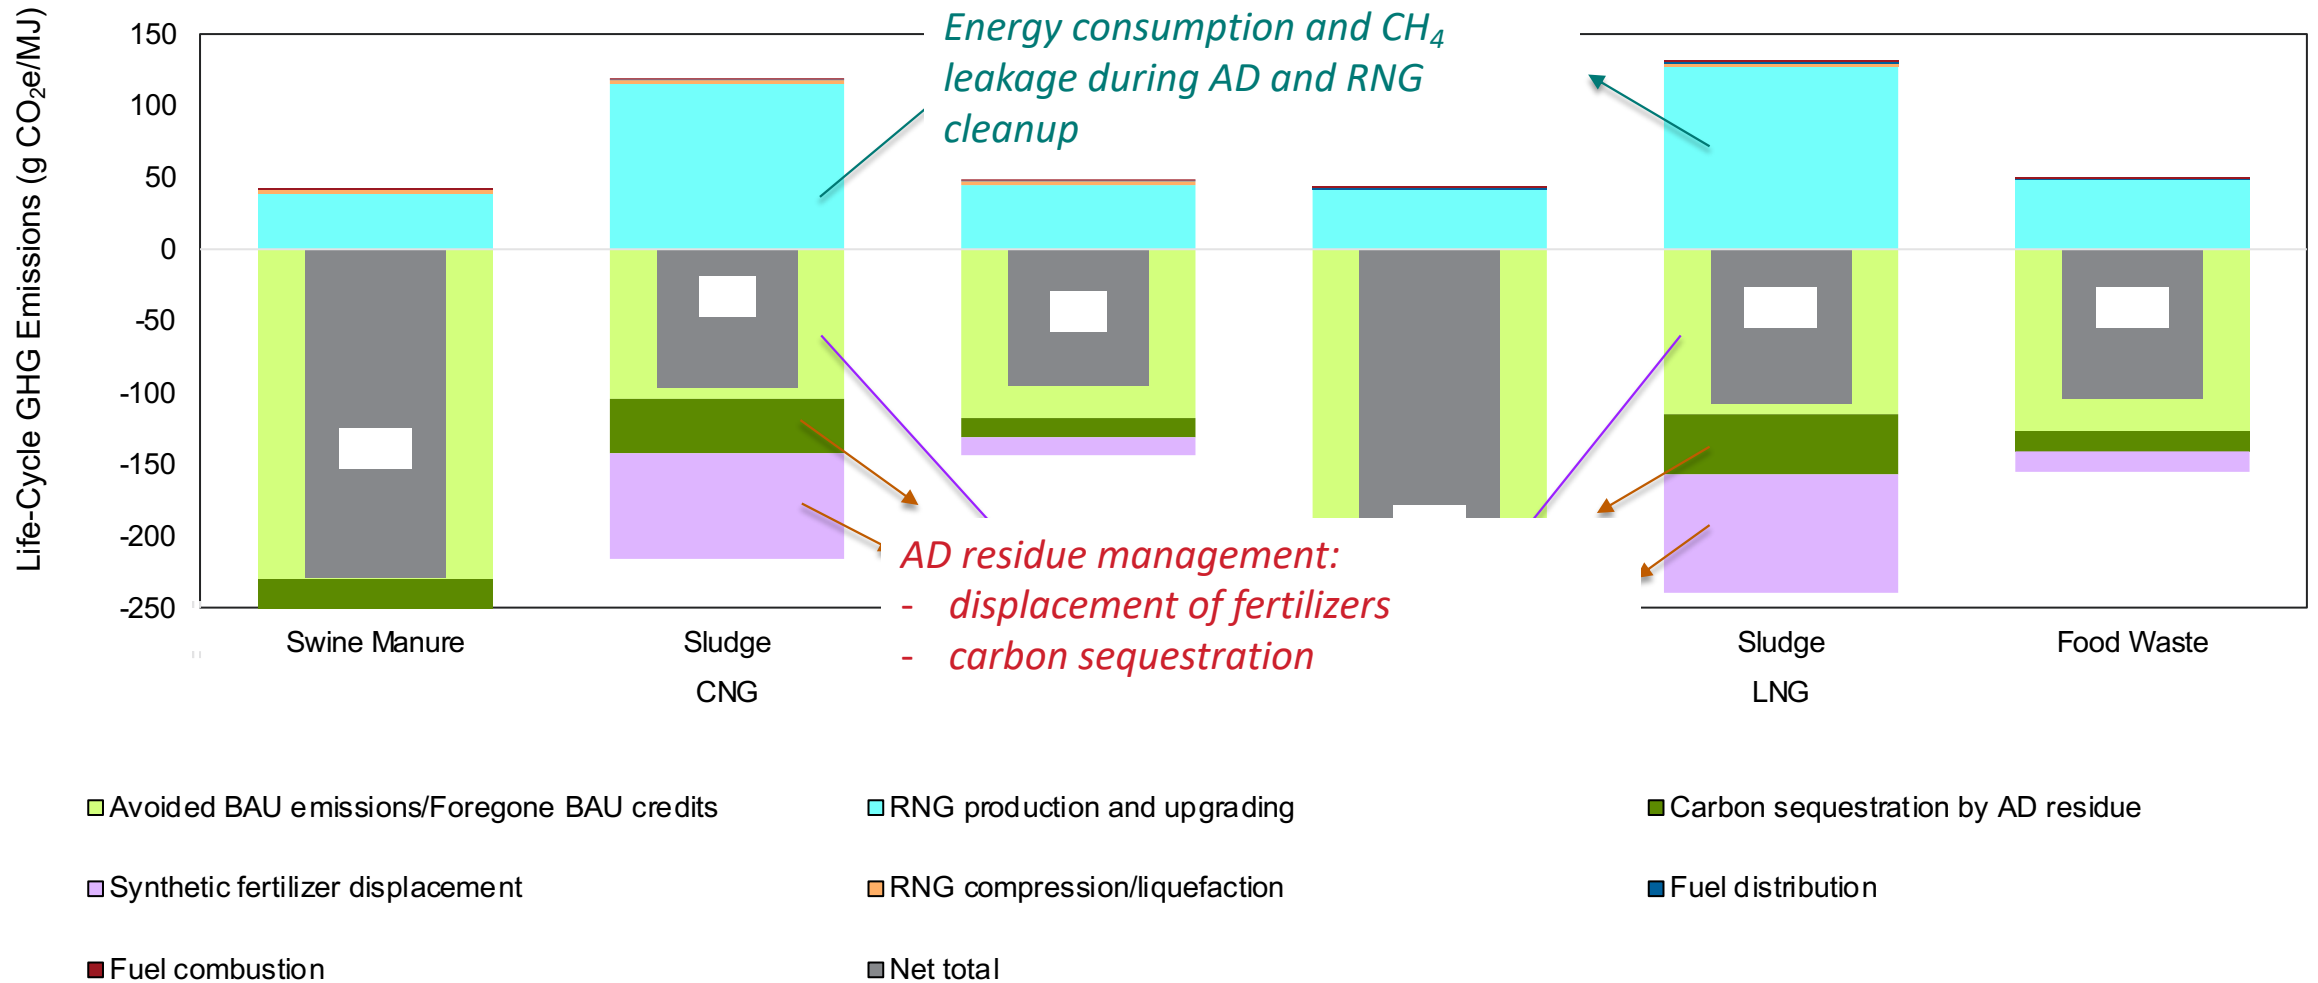 Energy consumption and CH₄
leakage during AD and RNG
cleanup
Life-Cycle GHG Emissions (g CO₂e/MJ)
150
100
50
0
-50
-100
-150
-200
-250
AD residue management:
- displacement of fertilizers
- carbon sequestration
Swine Manure
Sludge
Sludge
Food Waste
CNG
LNG
Avoided BAU emissions/Foregone BAU credits
RNG production and upgrading
Carbon sequestration by AD residue
Synthetic fertilizer displacement
RNG compression/liquefaction
Fuel distribution
Fuel combustion
Net total